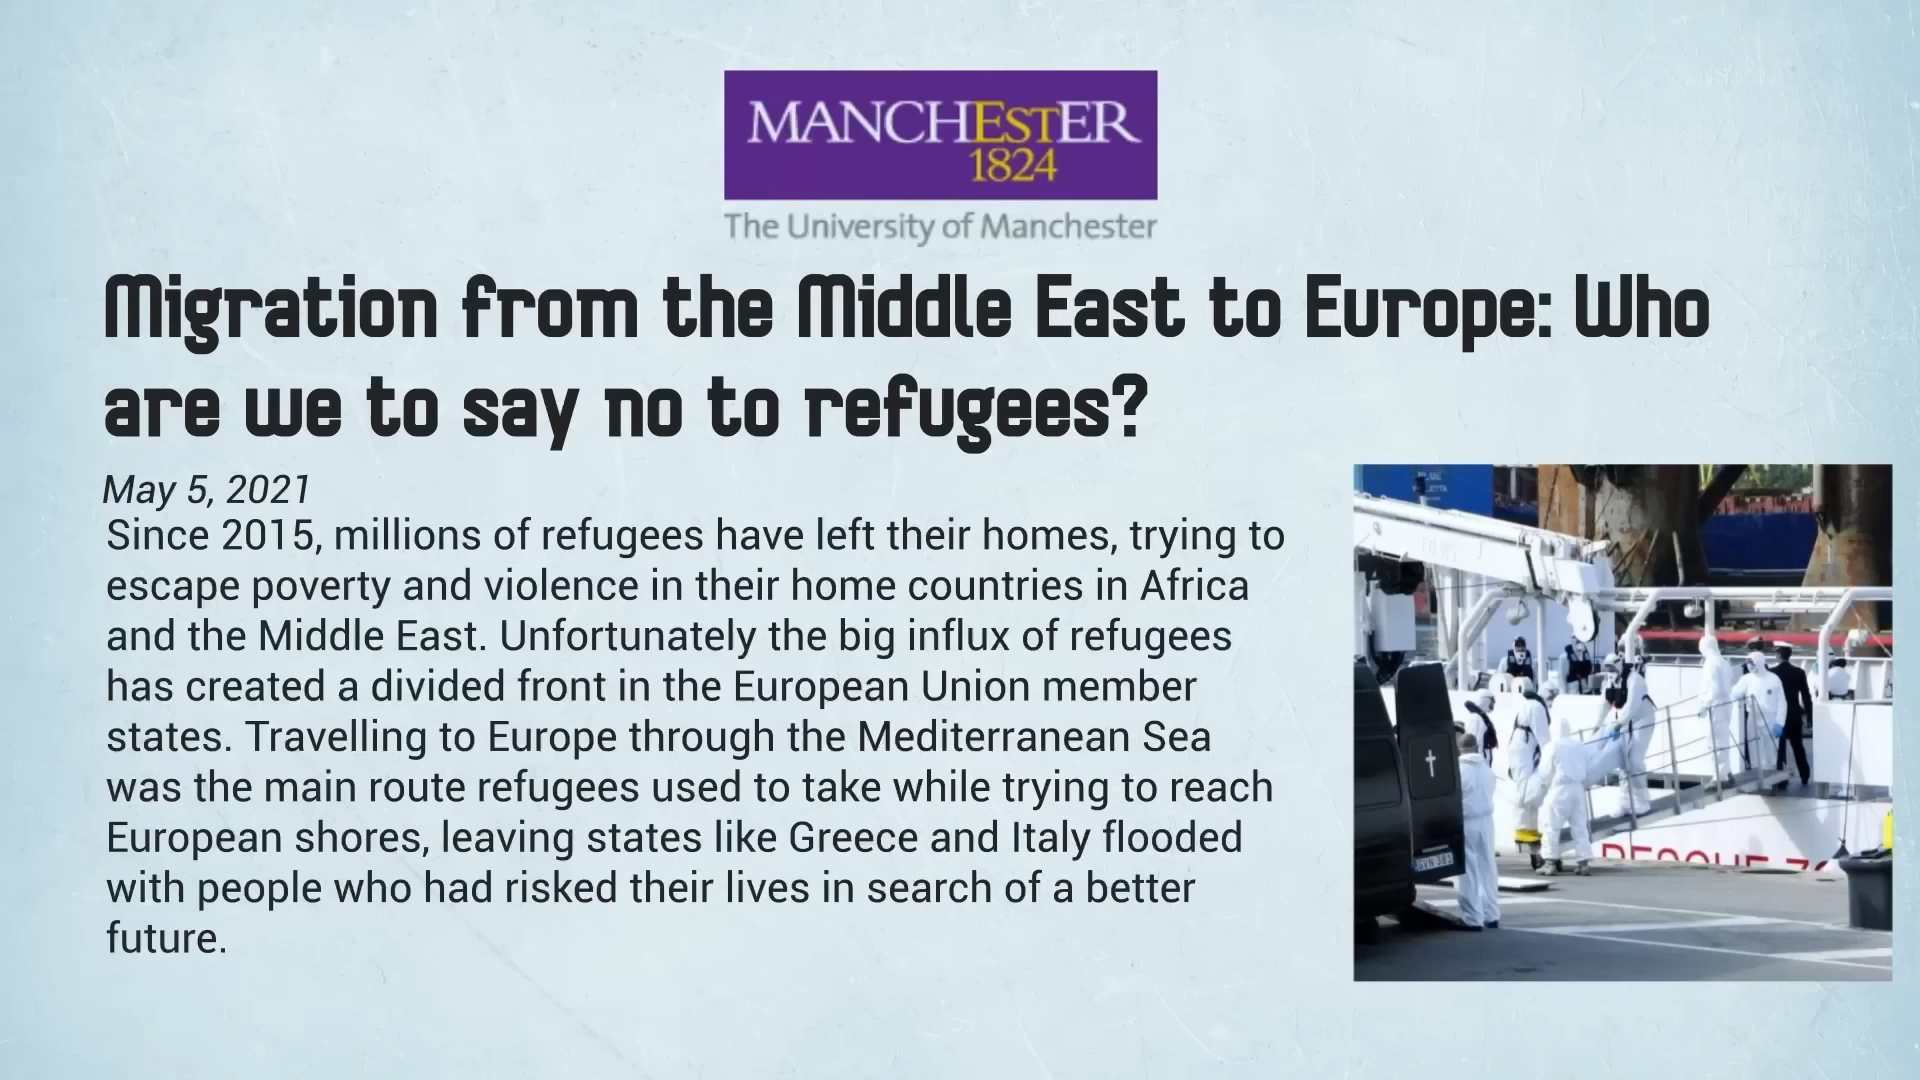 MANCHESTER
1824
The University of Manchester
Migration from the Middle East to Europe: Who
are we to say no to refugees?
May 5, 2021
Since 2015, millions of refugees have left their homes, trying to
escape poverty and violence in their home countries in Africa
and the Middle East. Unfortunately the big influx of refugees
has created a divided front in the European Union member
states. Travelling to Europe through the Mediterranean Sea
was the main route refugees used to take while trying to reach
European shores, leaving states like Greece and Italy flooded
with people who had risked their lives in search of a better
future.